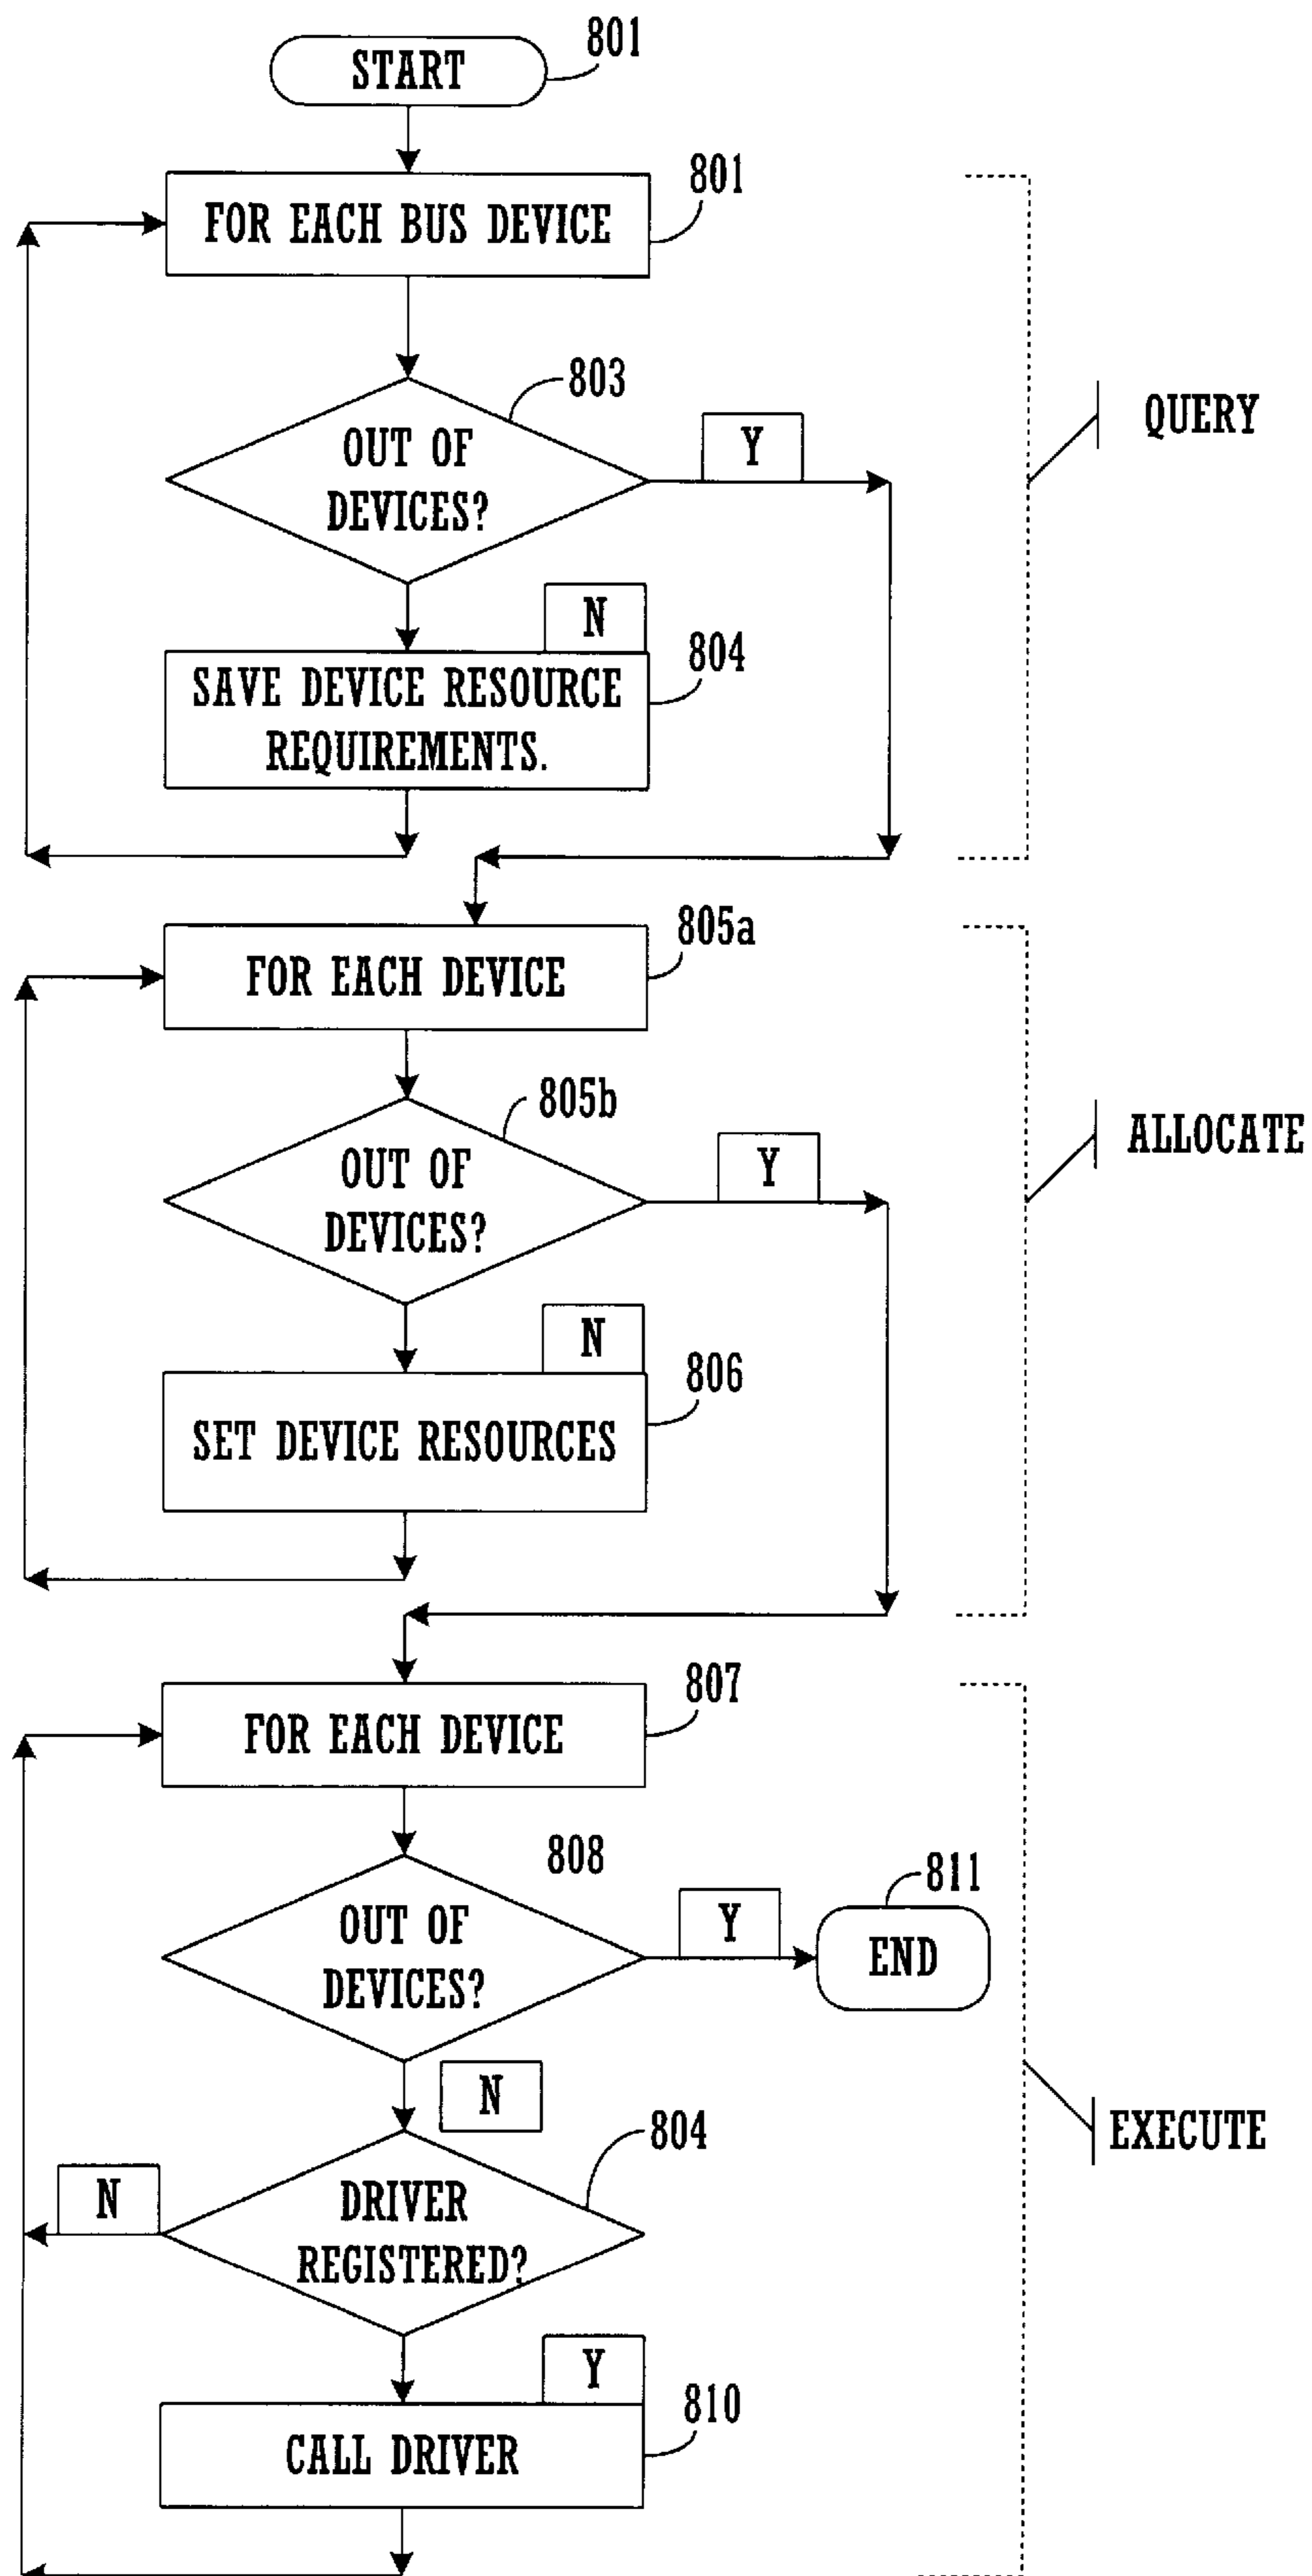 START
801
FOR EACH BUS DEVICE
801
803
OUT OF
DEVICES?
Y
QUERY
N
SAVE DEVICE RESOURCE
REQUIREMENTS.
804
FOR EACH DEVICE
805a
805b
OUT OF
DEVICES?
Y
ALLOCATE
N
SET DEVICE RESOURCES
806
FOR EACH DEVICE
807
808
OUT OF
DEVICES?
Y
811
END
N
804
DRIVER
REGISTERED?
N
EXECUTE
Y
CALL DRIVER
810